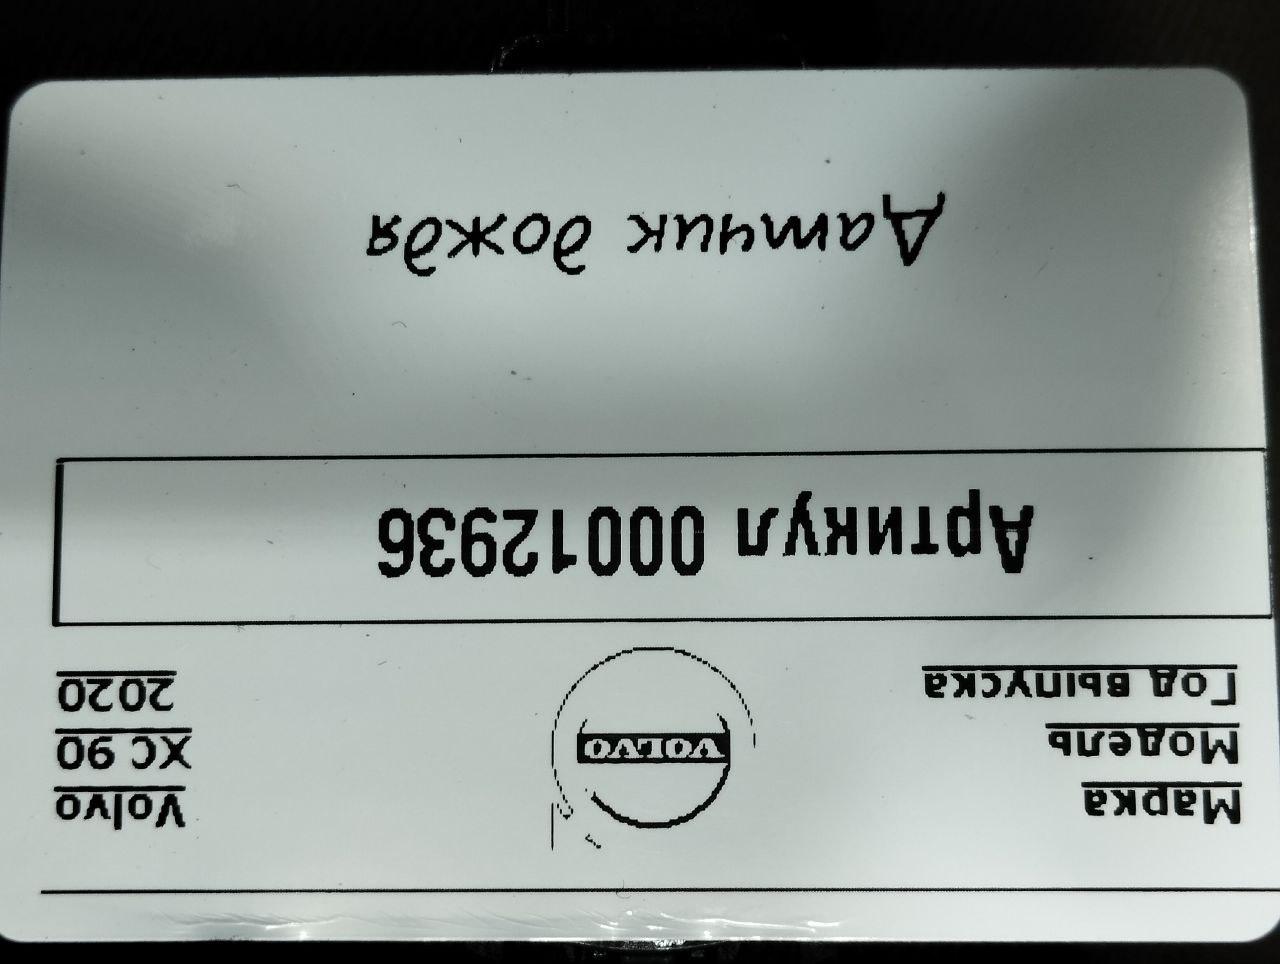 Марка Volvo
Модель XC 90
Год выпуска 2020
VOLVO
Артикул 00012936
Датчик дождя